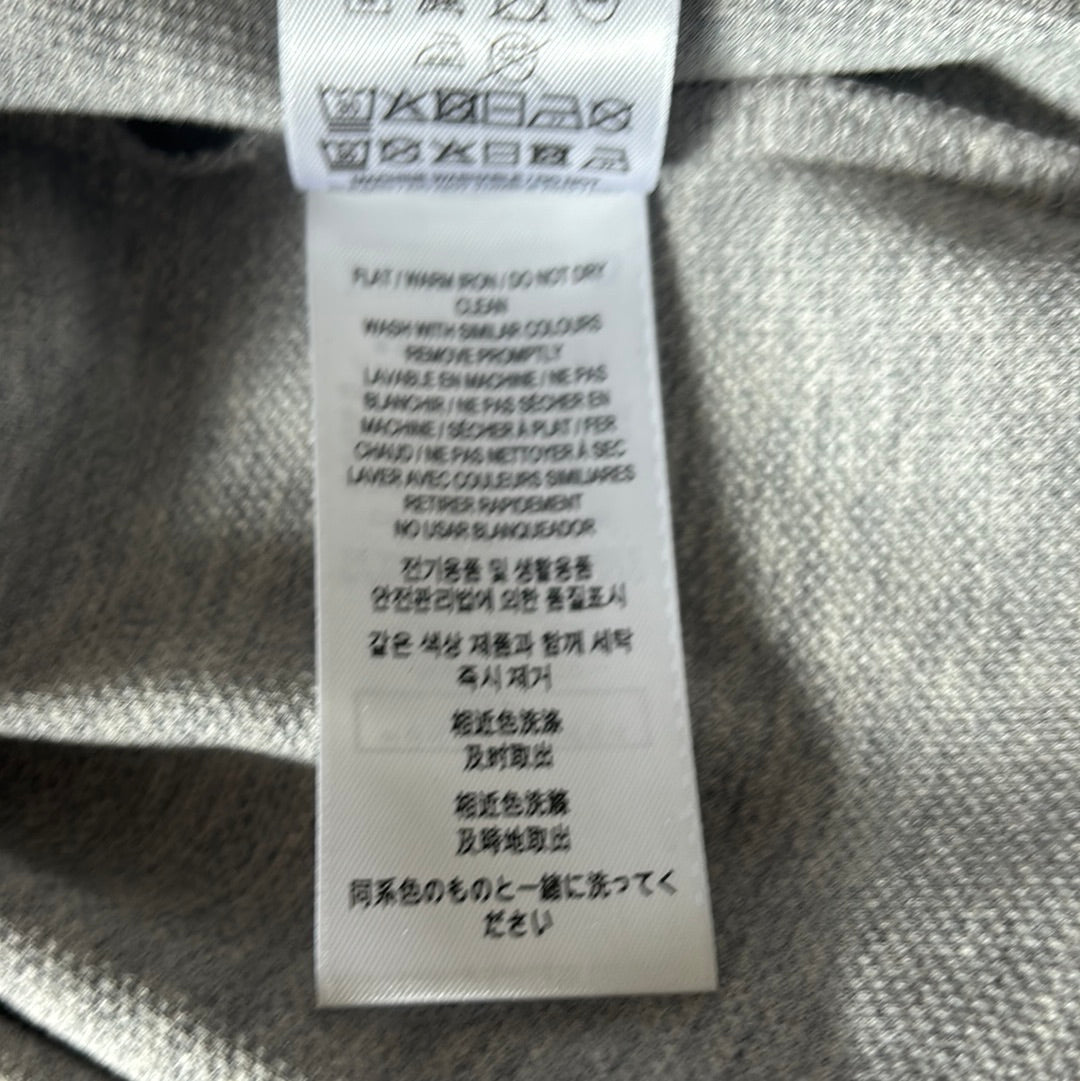 FLAT / WARM IRON / DO NOT DRY
CLEAN
WASH WITH SIMILAR COLOURS
REMOVE PROMPTLY
LAVABLE EN MACHINE / NE PAS
BLANCHIR / NE PAS SÉCHER EN
MACHINE / SÉCHER À PLAT / FER
CHAUD / NE PAS NETTOYER À SEC
LAVER AVEC COULEURS SIMILIARES
RETIRER RAPIDEMENT
NO USAR BLANQUEADOR
전기용품 및 생활용품
안전관리법에 의한 품질표시
같은 색상 제품과 함께 세탁
즉시 제거
相近色洗涤
及时取出
相近色洗滌
及時地取出
同系色のものと一緒に洗ってく
ださい